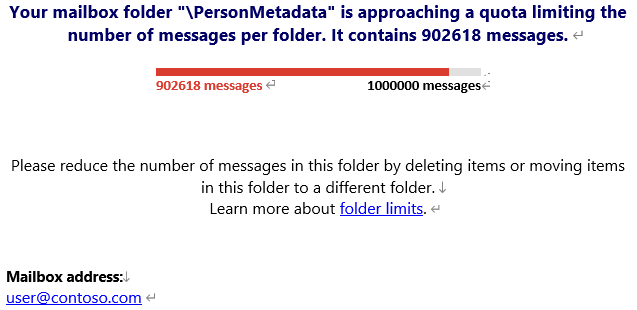 Your mailbox folder "\PersonMetadata" is approaching a quota limiting the
number of messages per folder. It contains 902618 messages.
902618 messages 1000000 messages
Please reduce the number of messages in this folder by deleting items or moving items
in this folder to a different folder.
Learn more about folder limits.
Mailbox address:
user@contoso.com